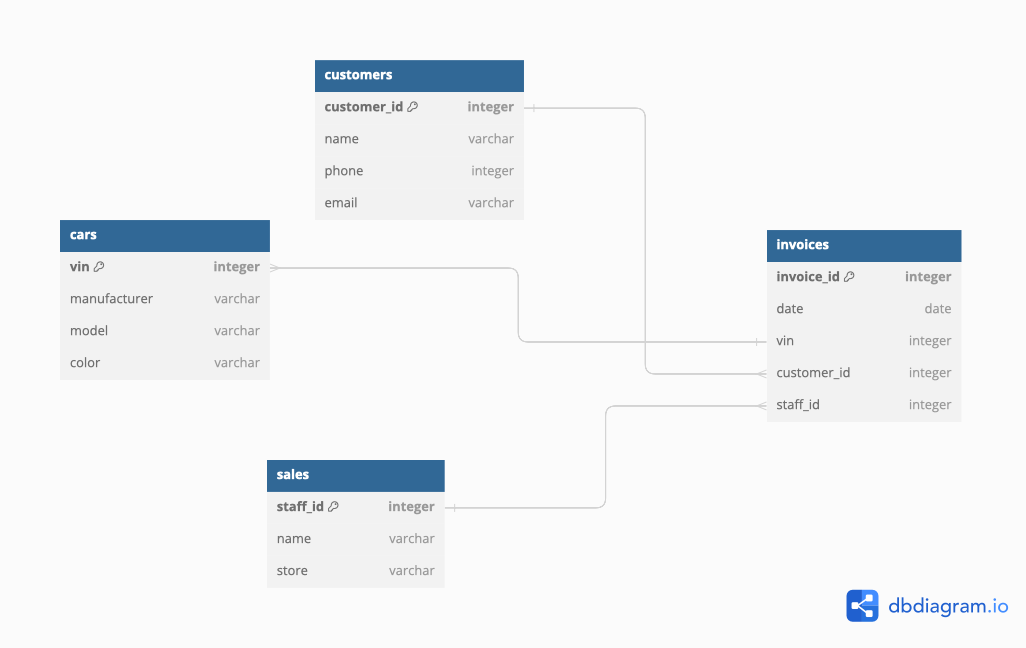 customers
customer_id integer
name varchar
phone integer
email varchar
cars
vin integer
manufacturer varchar
model varchar
color varchar
invoices
invoice_id integer
date date
vin integer
customer_id integer
staff_id integer
sales
staff_id integer
name varchar
store varchar
dbdiagram.io